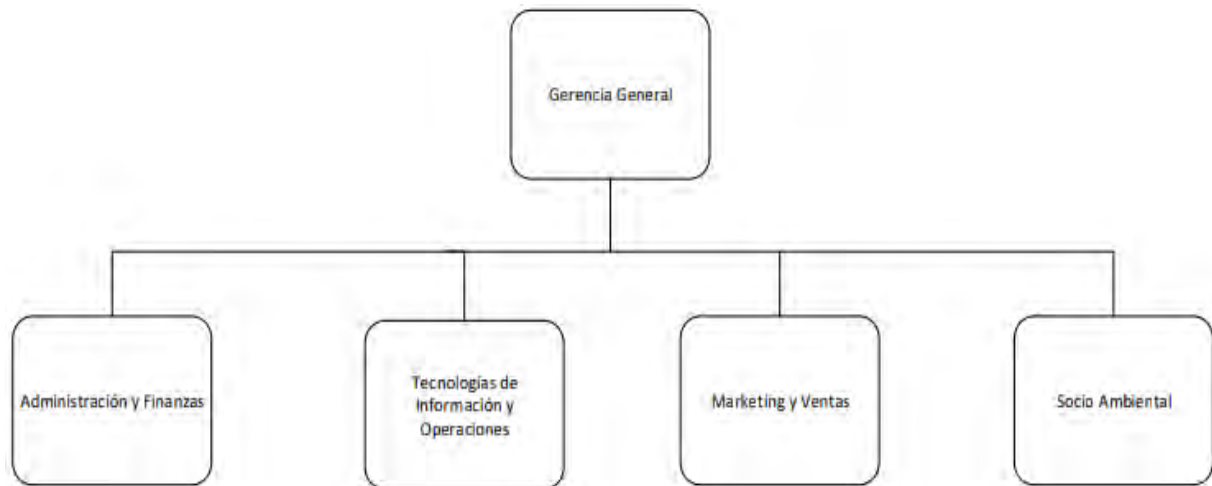 Gerencia General
Administración y Finanzas
Tecnologías de
Información y
Operaciones
Marketing y Ventas
Socio Ambiental